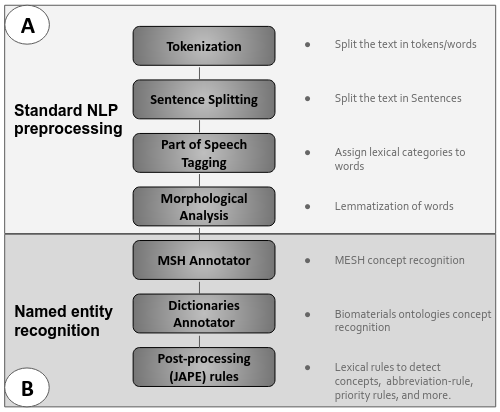 A
Tokenization
• Split the text in tokens/words
Standard NLP
preprocessing
Sentence Splitting
• Split the text in Sentences
Part of Speech
Tagging
• Assign lexical categories to
words
Morphological
Analysis
• Lemmatization of words
MSH Annotator
• MESH concept recognition
Named entity
recognition
Dictionaries
Annotator
• Biomaterials ontologies concept
recognition
Post-processing
(JAPE) rules
• Lexical rules to detect
concepts, abbreviation-rule,
priority rules, and more.
B